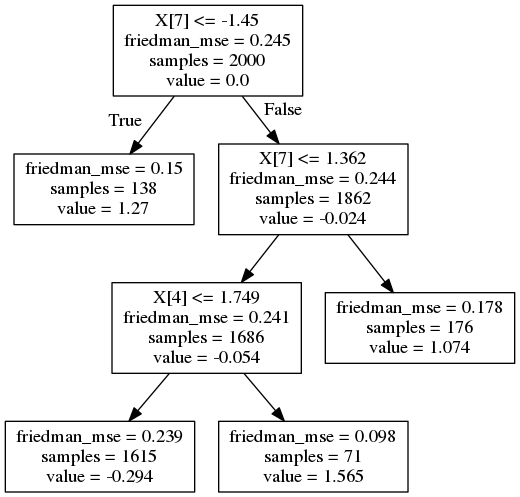 X[7] <= -1.45
friedman_mse = 0.245
samples = 2000
value = 0.0
True
False
friedman_mse = 0.15
samples = 138
value = 1.27
X[7] <= 1.362
friedman_mse = 0.244
samples = 1862
value = -0.024
X[4] <= 1.749
friedman_mse = 0.241
samples = 1686
value = -0.054
friedman_mse = 0.178
samples = 176
value = 1.074
friedman_mse = 0.239
samples = 1615
value = -0.294
friedman_mse = 0.098
samples = 71
value = 1.565